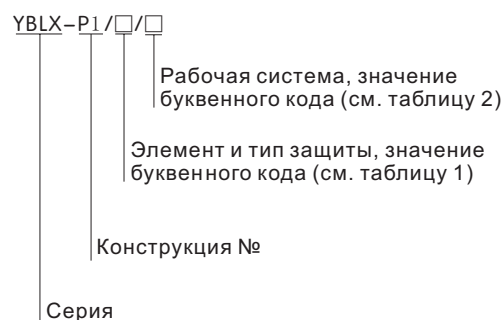 YBLX-P1/□/□
Рабочая система, значение
буквенного кода (см. таблицу 2)
Элемент и тип защиты, значение
буквенного кода (см. таблицу 1)
Конструкция №
Серия